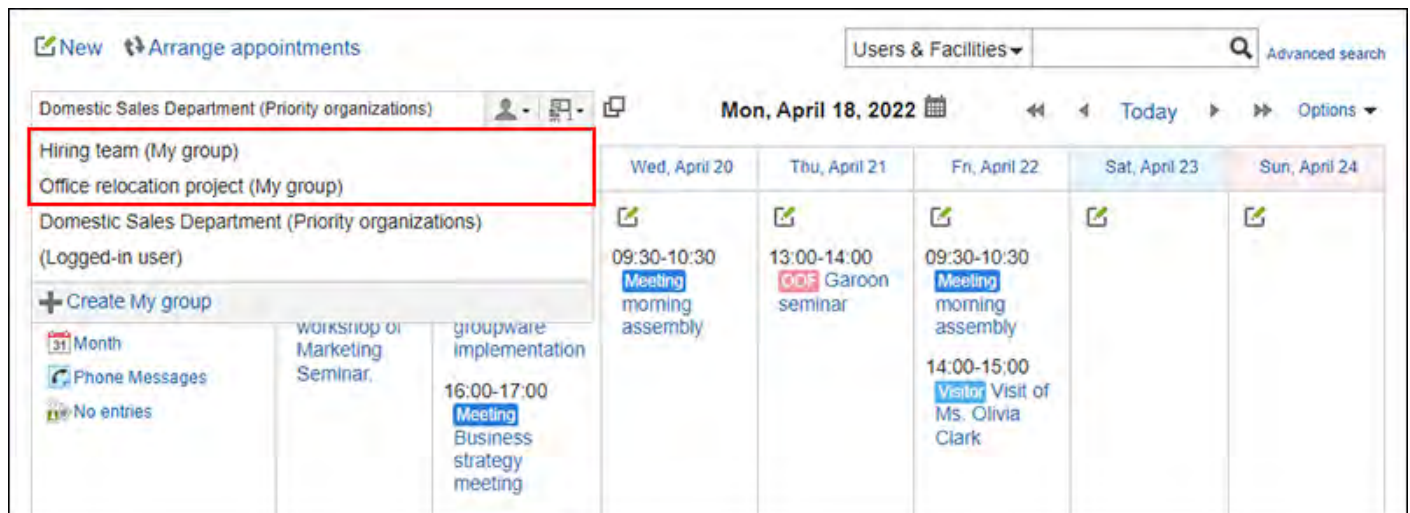 New Arrange appointments
Users & Facilities
Advanced search
Domestic Sales Department (Priority organizations)
Mon, April 18, 2022
Today
Options
Hiring team (My group)
Office relocation project (My group)
Domestic Sales Department (Priority organizations)
(Logged-in user)
Create My group
31 Month
Phone Messages
No entries
workshop of
Marketing
Seminar.
groupware
implementation
16:00-17:00
Meeting
Business
strategy
meeting
Wed, April 20
09:30-10:30
Meeting
morning
assembly
Thu, April 21
13:00-14:00
OOF Garoon
seminar
Fri, April 22
09:30-10:30
Meeting
morning
assembly
14:00-15:00
Visitor Visit of
Ms. Olivia
Clark
Sat, April 23
Sun, April 24